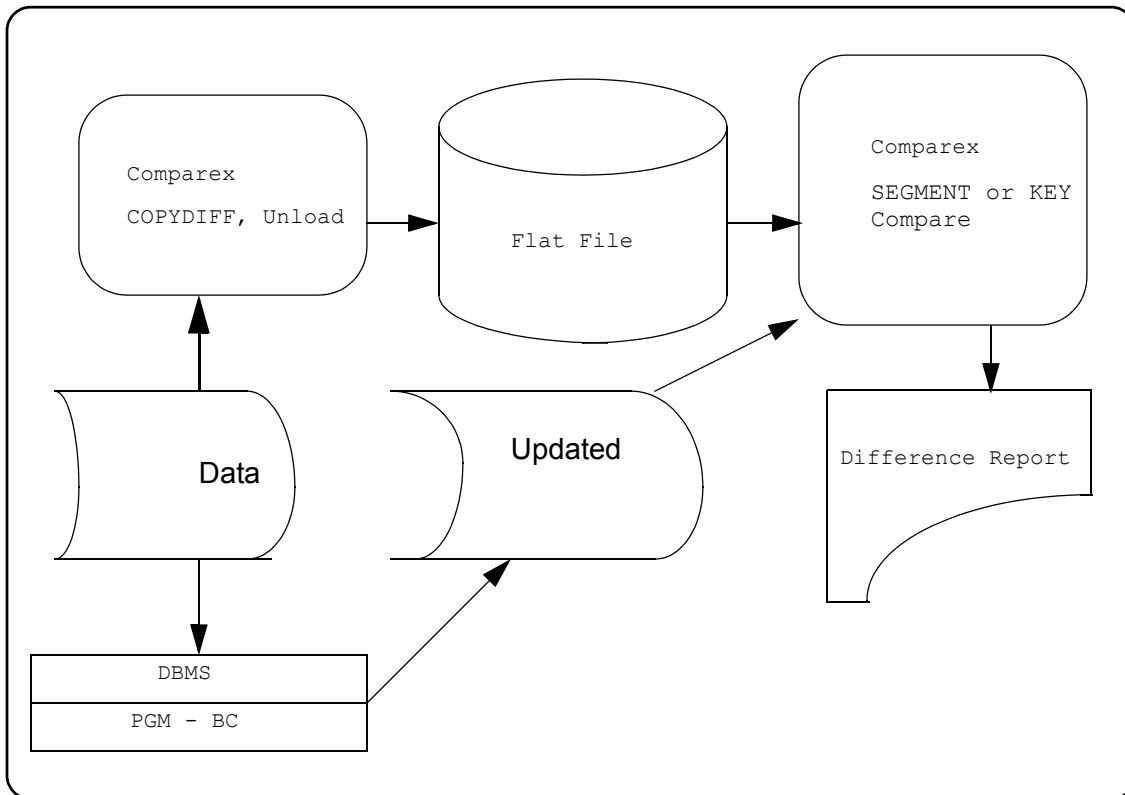 Comparex
COPYDIFF, Unload
Flat File
Comparex
SEGMENT or KEY
Compare
Data
Updated
Difference Report
DBMS
PGM - BC